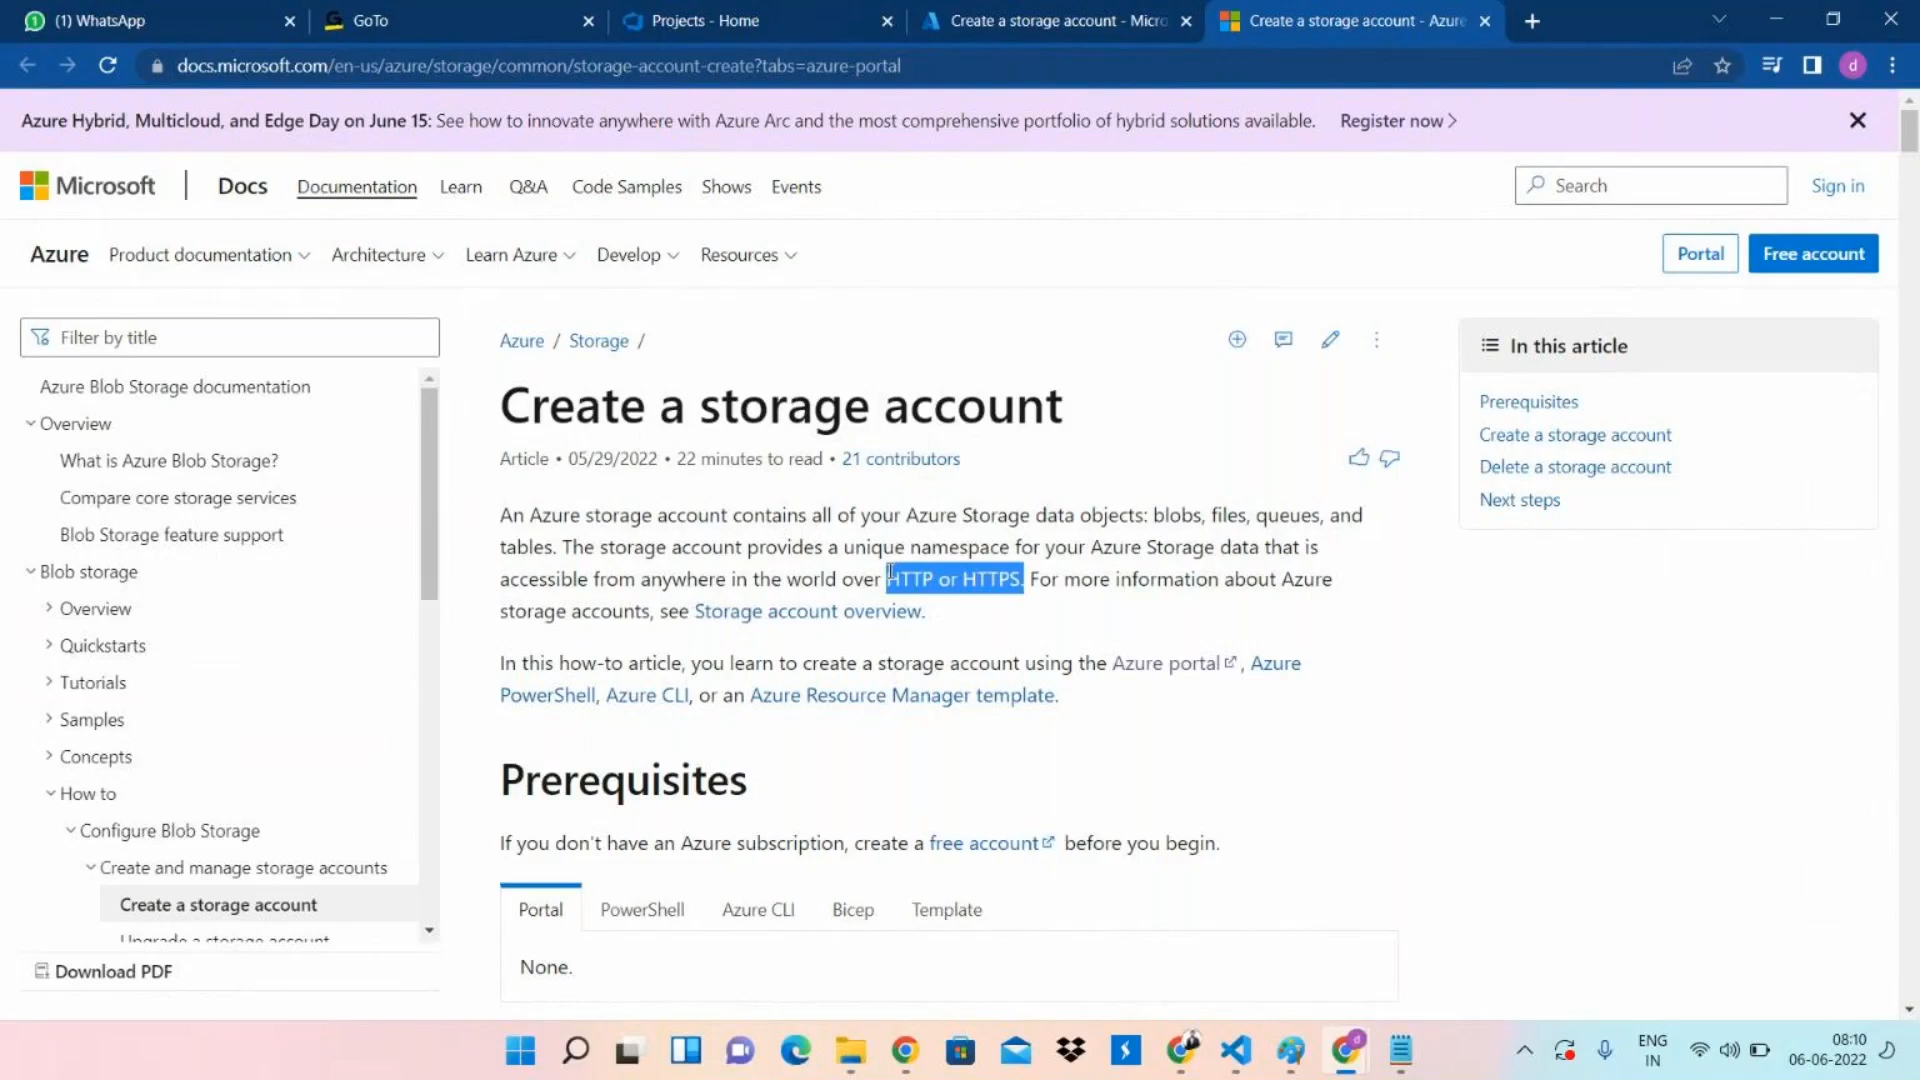 (1) WhatsApp
GoTo
Projects - Home
Create a storage account - Micro
Create a storage account - Azure
docs.microsoft.com/en-us/azure/storage/common/storage-account-create?tabs=azure-portal
d
Azure Hybrid, Multicloud, and Edge Day on June 15: See how to innovate anywhere with Azure Arc and the most comprehensive portfolio of hybrid solutions available. Register now >
Microsoft Docs Documentation Learn Q&A Code Samples Shows Events Search Sign in
Azure Product documentation Architecture Learn Azure Develop Resources Portal Free account
Filter by title
Azure Blob Storage documentation
Overview
What is Azure Blob Storage?
Compare core storage services
Blob Storage feature support
Blob storage
Overview
Quickstarts
Tutorials
Samples
Concepts
How to
Configure Blob Storage
Create and manage storage accounts
Create a storage account
Upgrade a storage account
Download PDF
Azure / Storage /
Create a storage account
Article • 05/29/2022 • 22 minutes to read • 21 contributors
An Azure storage account contains all of your Azure Storage data objects: blobs, files, queues, and
tables. The storage account provides a unique namespace for your Azure Storage data that is
accessible from anywhere in the world over HTTP or HTTPS. For more information about Azure
storage accounts, see Storage account overview.
In this how-to article, you learn to create a storage account using the Azure portal, Azure
PowerShell, Azure CLI, or an Azure Resource Manager template.
Prerequisites
If you don't have an Azure subscription, create a free account before you begin.
Portal PowerShell Azure CLI Bicep Template
None.
In this article
Prerequisites
Create a storage account
Delete a storage account
Next steps
ENG
IN
08:10
06-06-2022